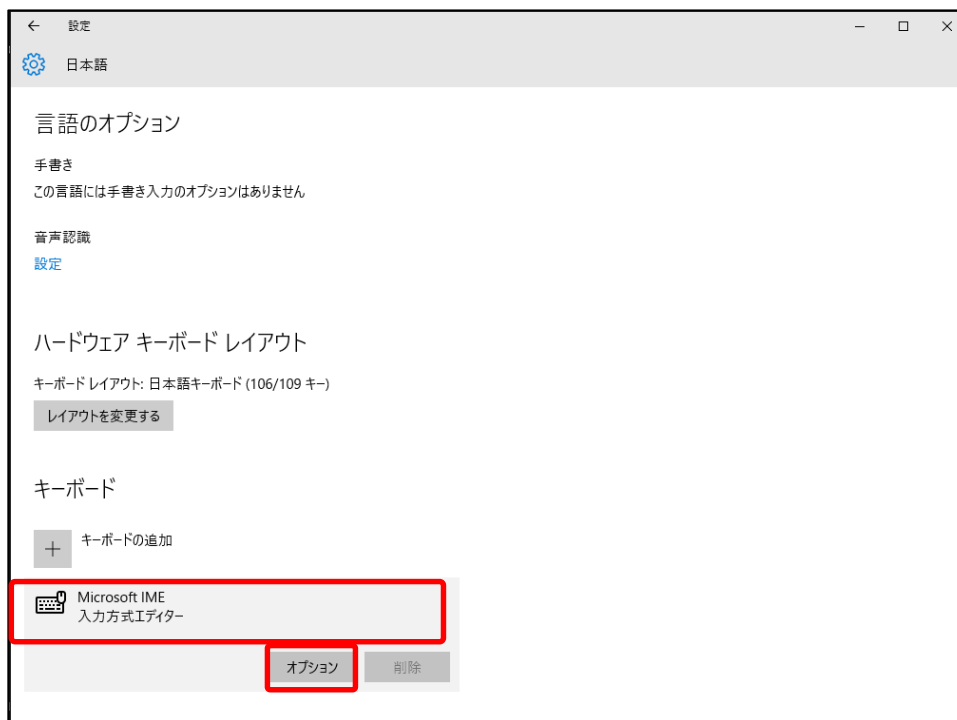 設定
日本語
言語のオプション
手書き
この言語には手書き入力のオプションはありません
音声認識
設定
ハードウェア キーボード レイアウト
キーボード レイアウト: 日本語キーボード (106/109 キー)
レイアウトを変更する
キーボード
キーボードの追加
Microsoft IME
入力方式エディター
オプション 削除